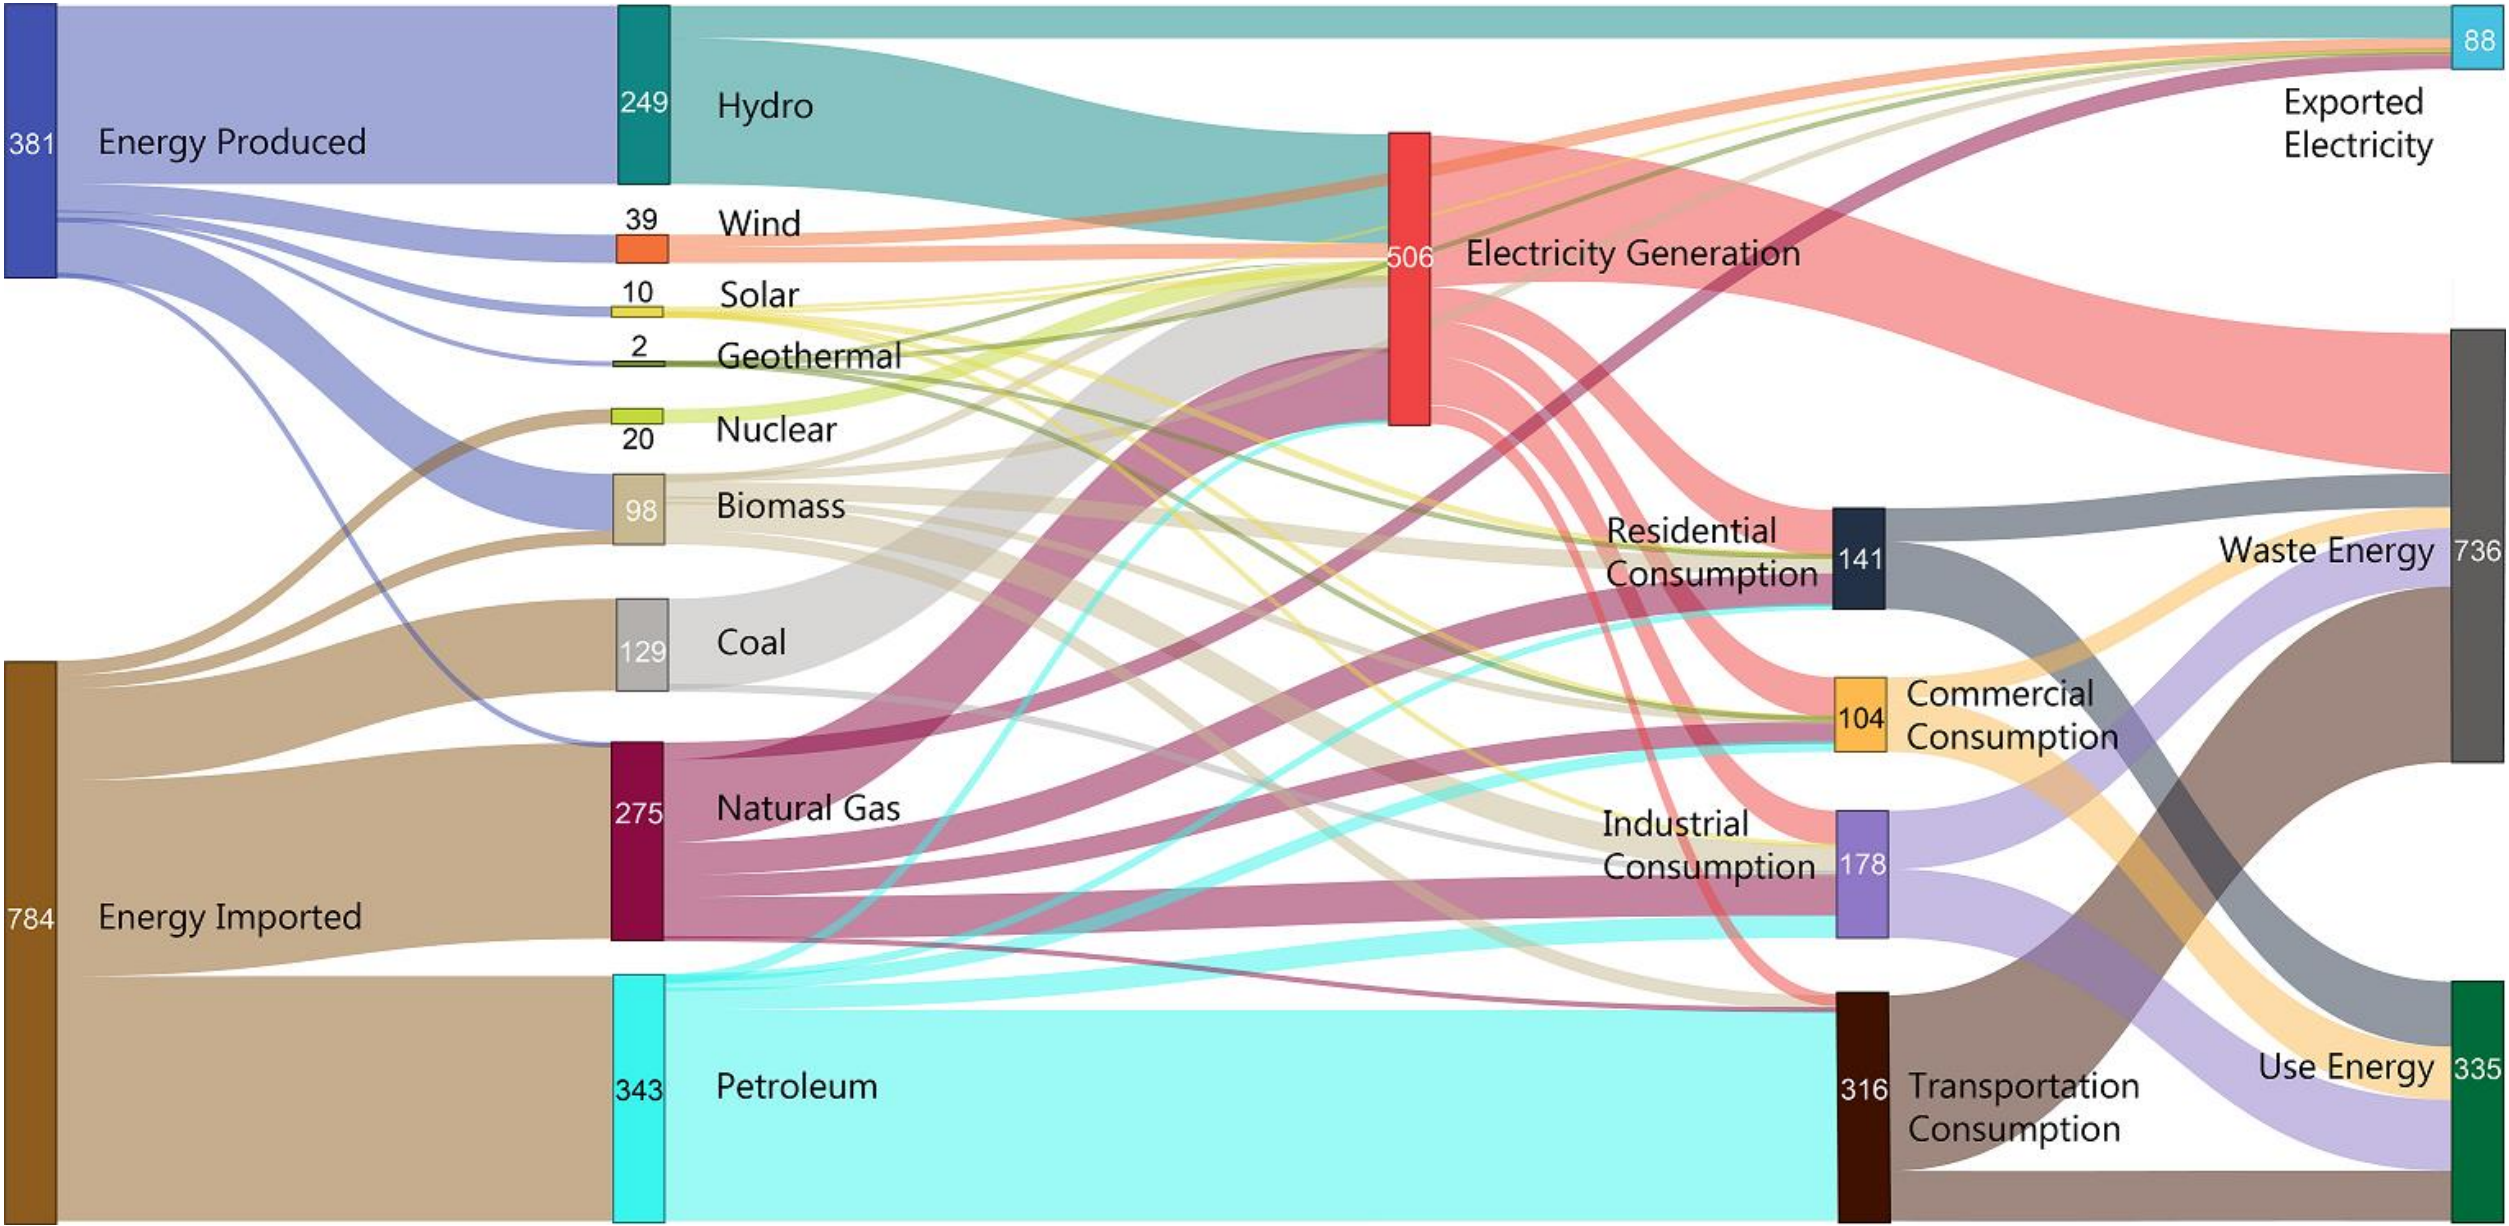 381
Energy Produced
784
Energy Imported
249
Hydro
39
Wind
10
Solar
2
Geothermal
20
Nuclear
98
Biomass
129
Coal
275
Natural Gas
343
Petroleum
506
Electricity Generation
Residential
Consumption
141
104
Commercial
Consumption
Industrial
Consumption
178
316
Transportation
Consumption
88
Exported
Electricity
Waste Energy
736
Use Energy
335